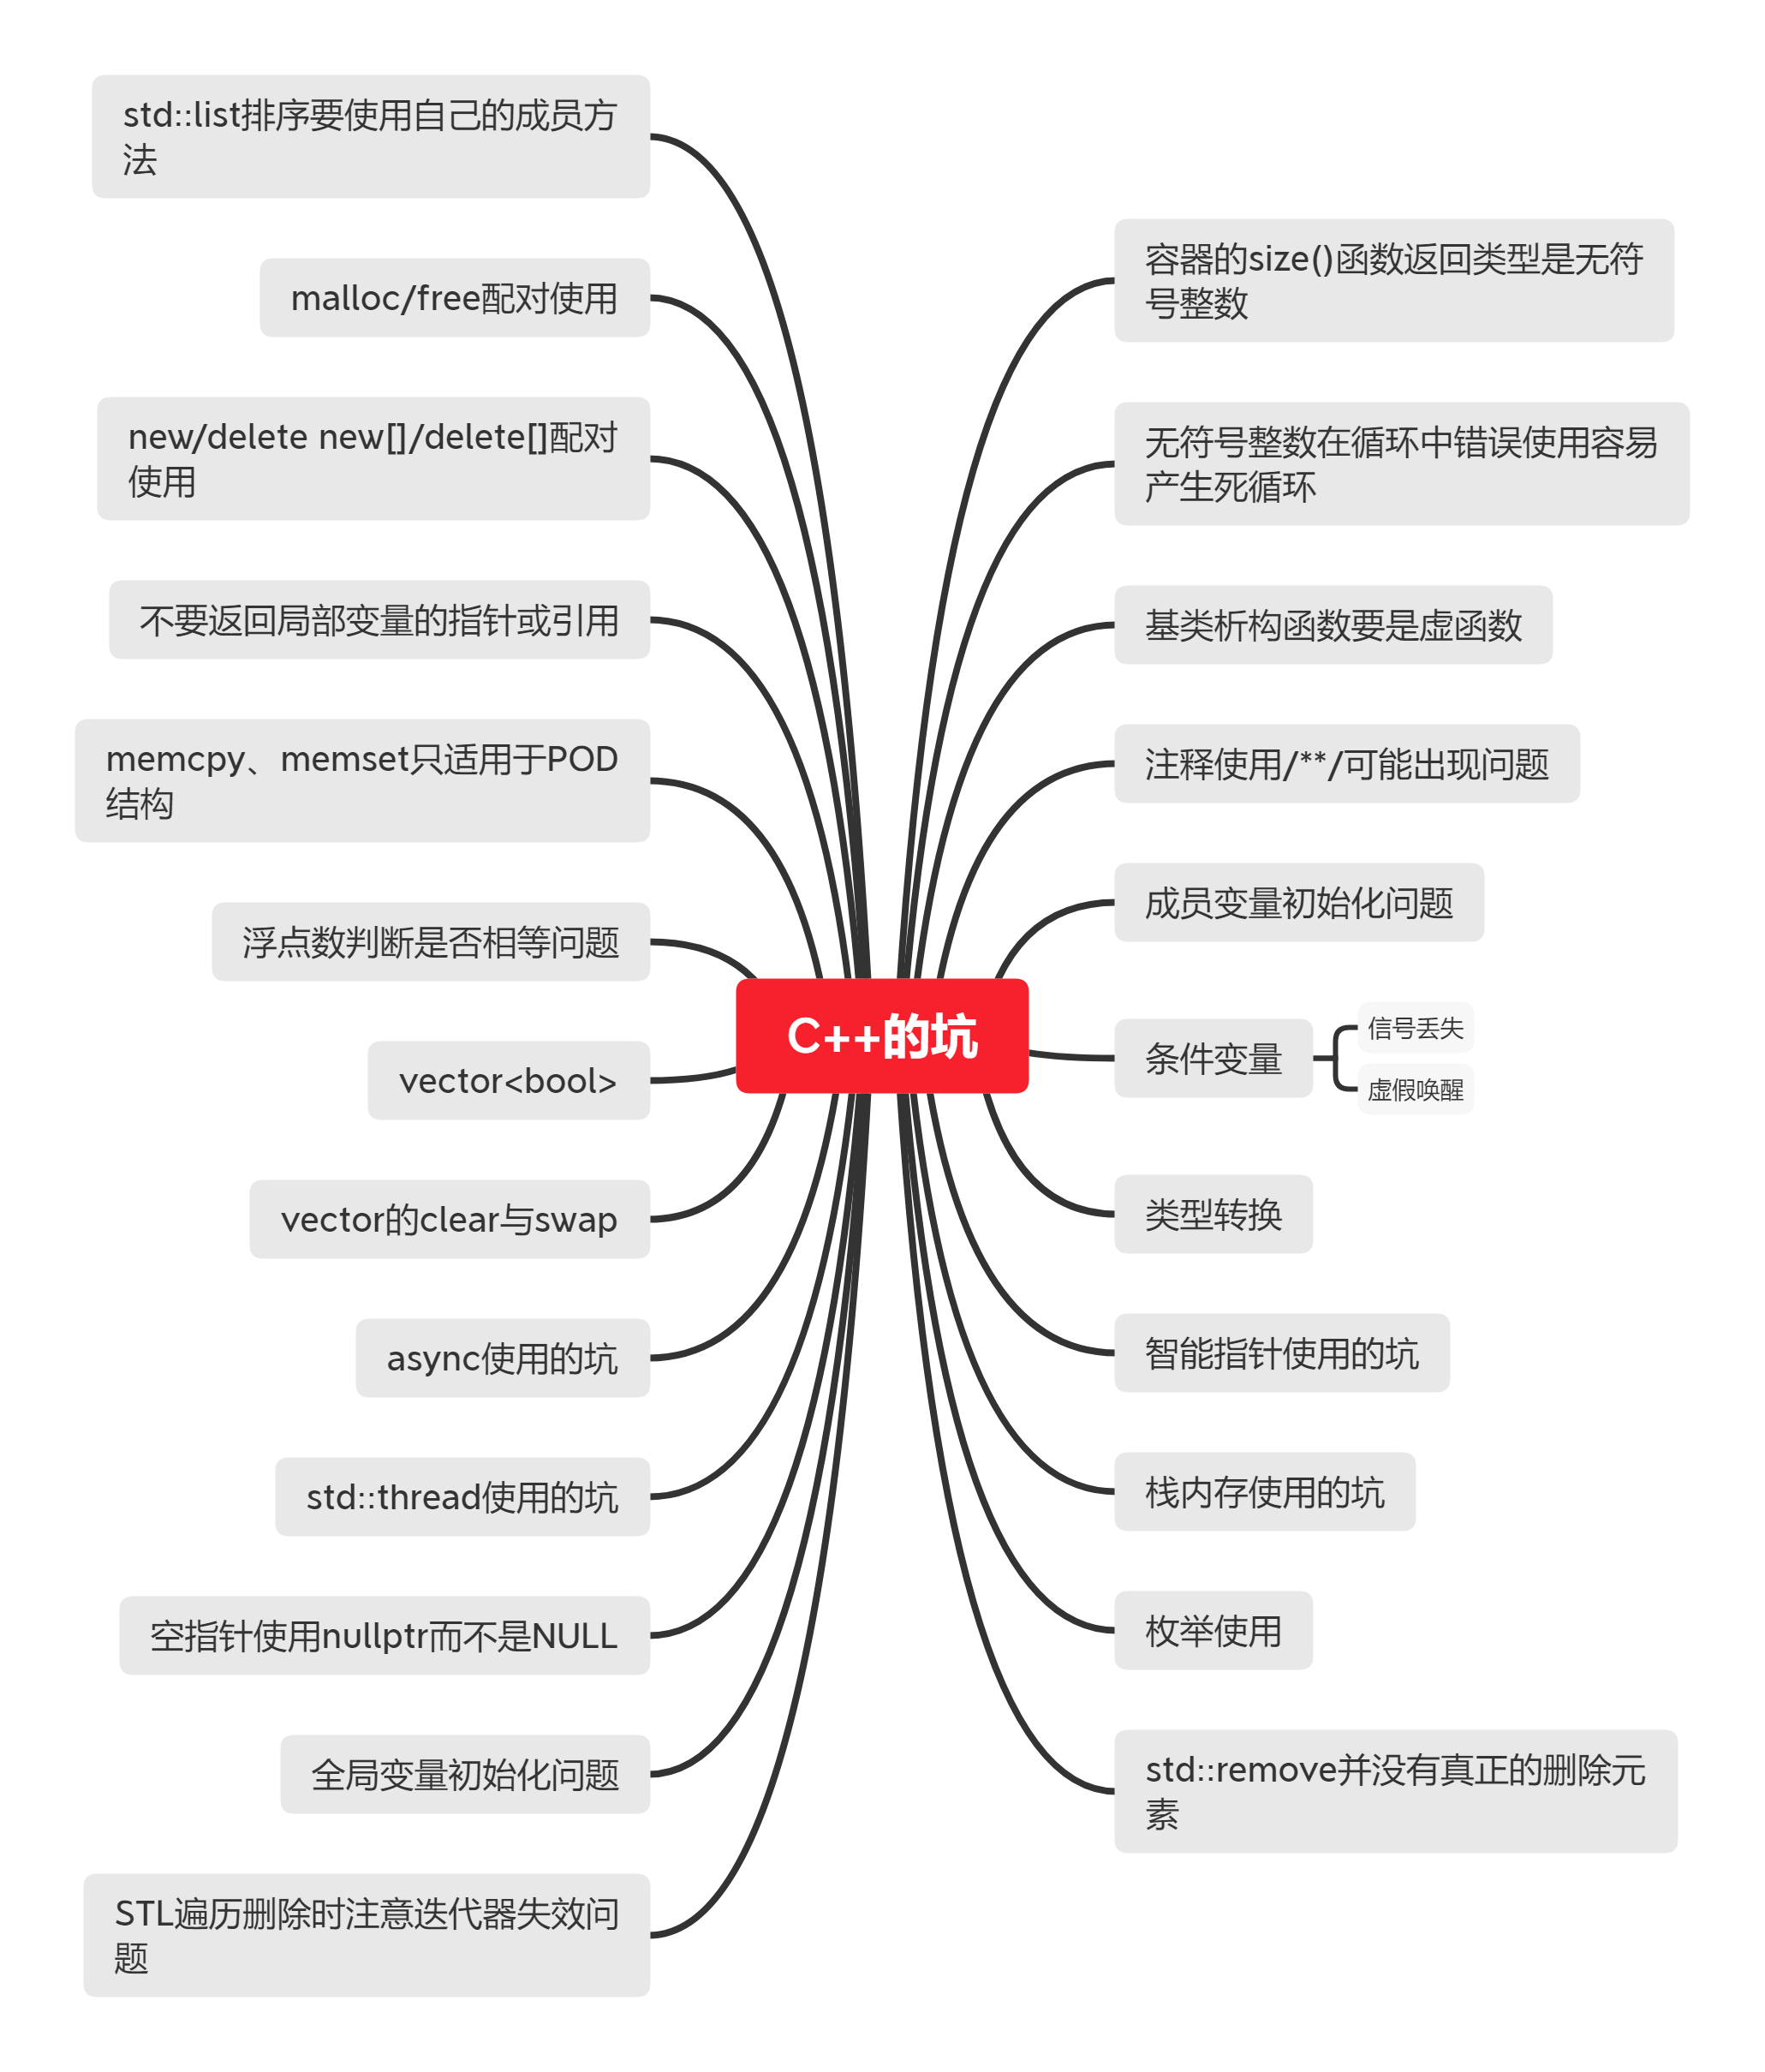 std::list排序要使用自己的成员方
法
malloc/free配对使用
new/delete new[]/delete[]配对
使用
不要返回局部变量的指针或引用
memcpy、memset只适用于POD
结构
浮点数判断是否相等问题
vector<bool>
vector的clear与swap
async使用的坑
std::thread使用的坑
空指针使用nullptr而不是NULL
全局变量初始化问题
STL遍历删除时注意迭代器失效问
题
C++的坑
容器的size()函数返回类型是无符
号整数
无符号整数在循环中错误使用容易
产生死循环
基类析构函数要是虚函数
注释使用/**/可能出现问题
成员变量初始化问题
条件变量
信号丢失
虚假唤醒
类型转换
智能指针使用的坑
栈内存使用的坑
枚举使用
std::remove并没有真正的删除元
素